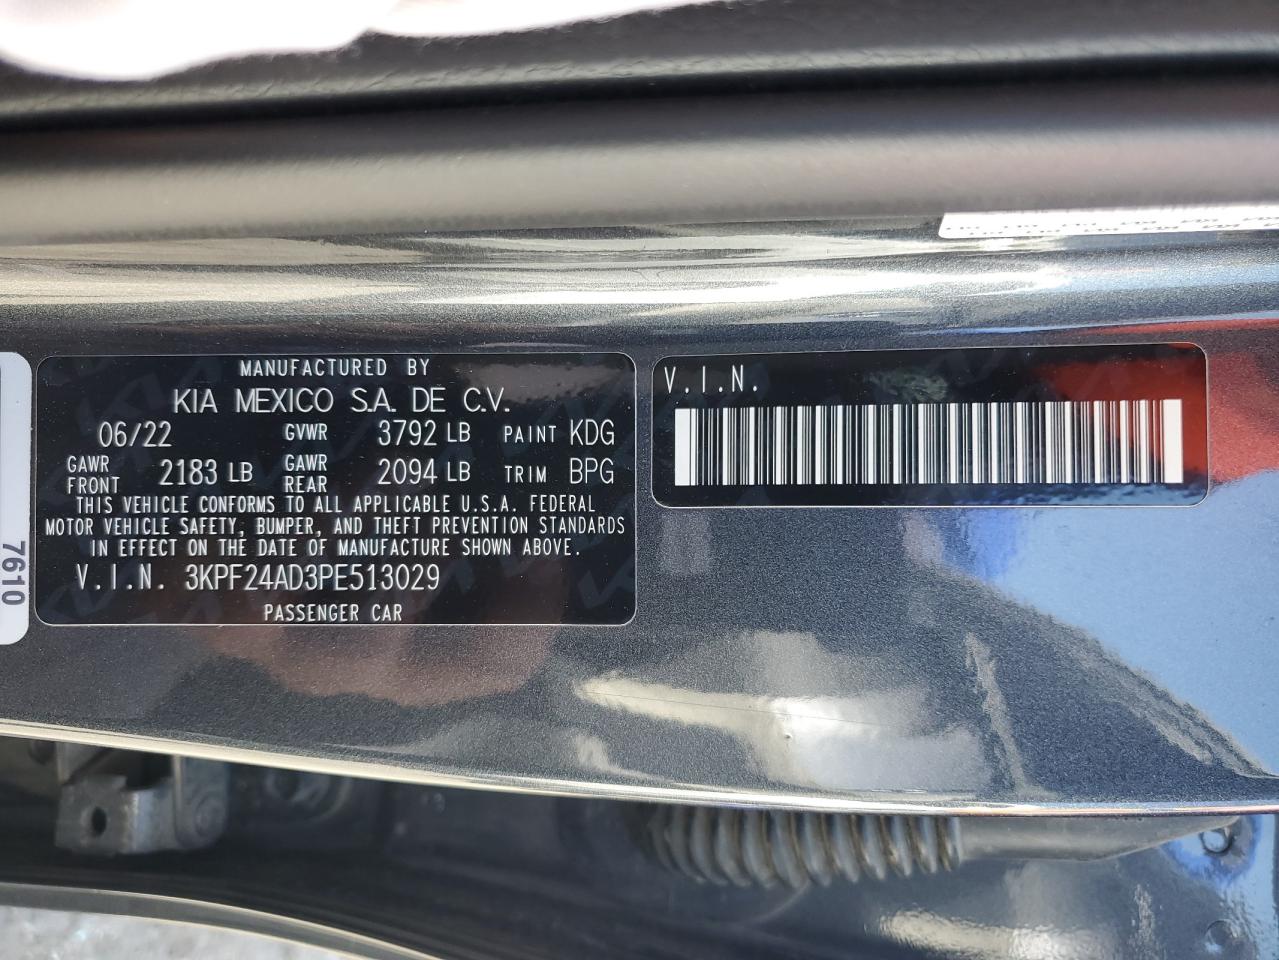 MANUFACTURED BY
KIA MEXICO S.A. DE C.V.
06/22 GVWR 3792 LB PAINT KDG
GAWR FRONT 2183 LB GAWR REAR 2094 LB TRIM BPG
THIS VEHICLE CONFORMS TO ALL APPLICABLE U.S.A. FEDERAL
MOTOR VEHICLE SAFETY, BUMPER, AND THEFT PREVENTION STANDARDS
IN EFFECT ON THE DATE OF MANUFACTURE SHOWN ABOVE.
V.I.N. 3KPF24AD3PE513029
PASSENGER CAR
V.I.N.
7610